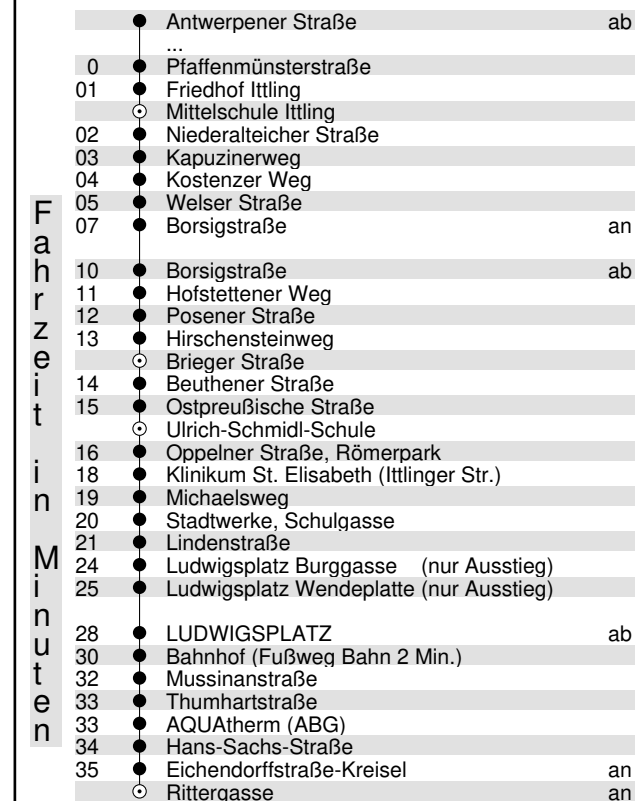 Antwerpener Straße ab
...
0 Pfaffenmünsterstraße
01 Friedhof Ittling
Mittelschule Ittling
02 Niederalteicher Straße
03 Kapuzinerweg
04 Kostenzer Weg
05 Welser Straße
07 Borsigstraße an
10 Borsigstraße ab
11 Hofstettener Weg
12 Posener Straße
13 Hirschensteinweg
Brieger Straße
14 Beuthener Straße
15 Ostpreußische Straße
Ulrich-Schmidl-Schule
16 Oppelner Straße, Römerpark
18 Klinikum St. Elisabeth (Ittlinger Str.)
19 Michaelsweg
20 Stadtwerke, Schulgasse
21 Lindenstraße
24 Ludwigsplatz Burggasse (nur Ausstieg)
25 Ludwigsplatz Wendeplatte (nur Ausstieg)
28 LUDWIGSPLATZ ab
30 Bahnhof (Fußweg Bahn 2 Min.)
32 Mussinanstraße
33 Thumhartstraße
33 AQUAtherm (ABG)
34 Hans-Sachs-Straße
35 Eichendorffstraße-Kreisel an
Rittergasse an
Fahrzeit in Minuten